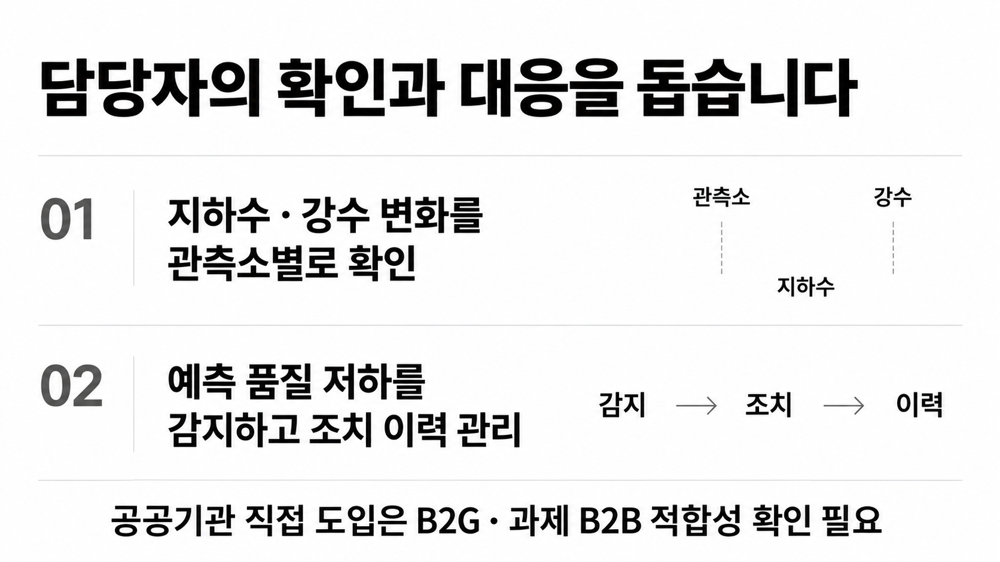 담당자의 확인과 대응을 돕습니다
01
지하수 · 강수 변화를
관측소별로 확인
관측소
강수
지하수
02
예측 품질 저하를
감지하고 조치 이력 관리
감지 → 조치 → 이력
공공기관 직접 도입은 B2G · 과제 B2B 적합성 확인 필요